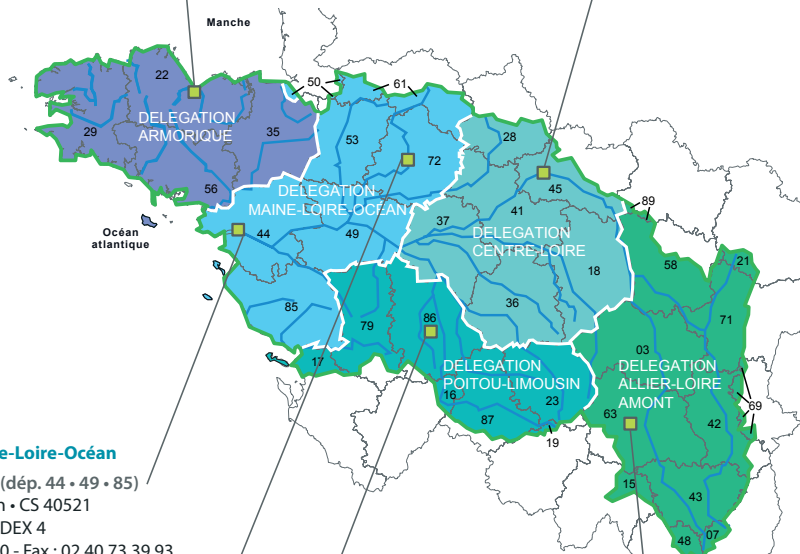 Manche
22
50
61
DELEGATION
ARMORIQUE
29
35
53
72
28
56
DELEGATION
MAINE-LOIRE-OCÉAN
45
89
37
41
44
49
Océan
atlantique
DELEGATION
CENTRE-LOIRE
58
21
18
85
36
71
79
86
03
17
DELEGATION
POITOU-LIMOUSIN
DELEGATION
ALLIER-LOIRE
AMONT
16
23
63
69
87
42
19
15
43
48
07
e-Loire-Océan
(dép. 44 • 49 • 85)
n • CS 40521
DEX 4
0 - Fax : 02 40 73 39 93